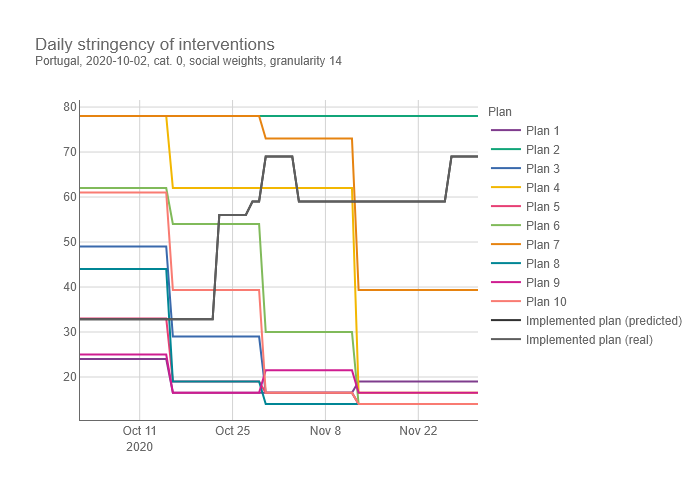 Daily stringency of interventions
Portugal, 2020-10-02, cat. 0, social weights, granularity 14
80
70
60
50
40
30
20
Oct 11
2020
Oct 25
Nov 8
Nov 22
Plan
Plan 1
Plan 2
Plan 3
Plan 4
Plan 5
Plan 6
Plan 7
Plan 8
Plan 9
Plan 10
Implemented plan (predicted)
Implemented plan (real)